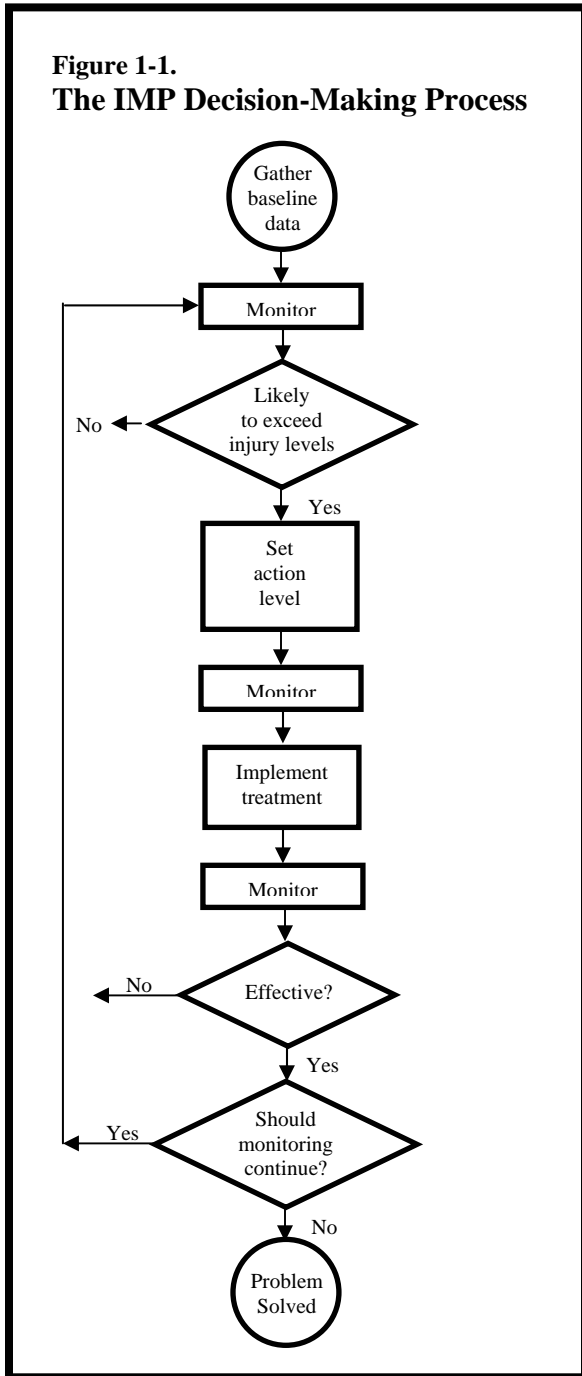 Figure 1-1.
The IMP Decision-Making Process
Gather
baseline
data
Monitor
Likely
to exceed
injury levels
No
Yes
Set
action
level
Monitor
Implement
treatment
Monitor
No
Effective?
Yes
Yes
Should
monitoring
continue?
No
Problem
Solved